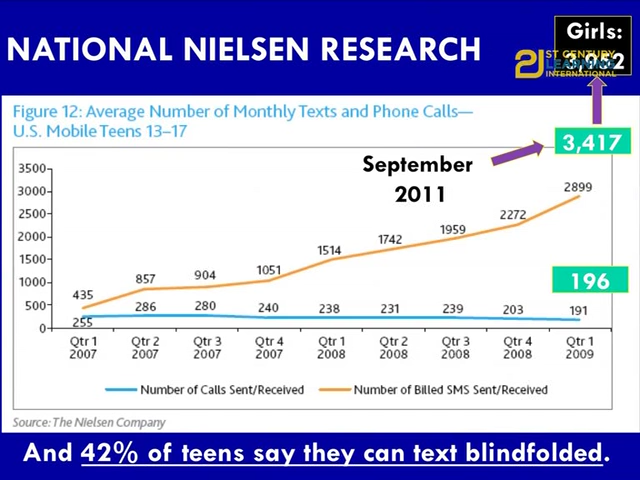 NATIONAL NIELSEN RESEARCH
Girls:
21ST CENTURY
LEARNING
INTERNATIONAL
Figure 12: Average Number of Monthly Texts and Phone Calls—
U.S. Mobile Teens 13–17
3,417
September
2011
3500
3000
2500
2000
1500
1000
500
0
435
857
904
1051
1514
1742
1959
2272
2899
196
255
286
280
240
238
231
239
203
191
Qtr 1 Qtr 2 Qtr 3 Qtr 4 Qtr 1 Qtr 2 Qtr 3 Qtr 4 Qtr 1
2007 2007 2007 2007 2008 2008 2008 2008 2009
Number of Calls Sent/Received
Number of Billed SMS Sent/Received
Source: The Nielsen Company
And 42% of teens say they can text blindfolded.